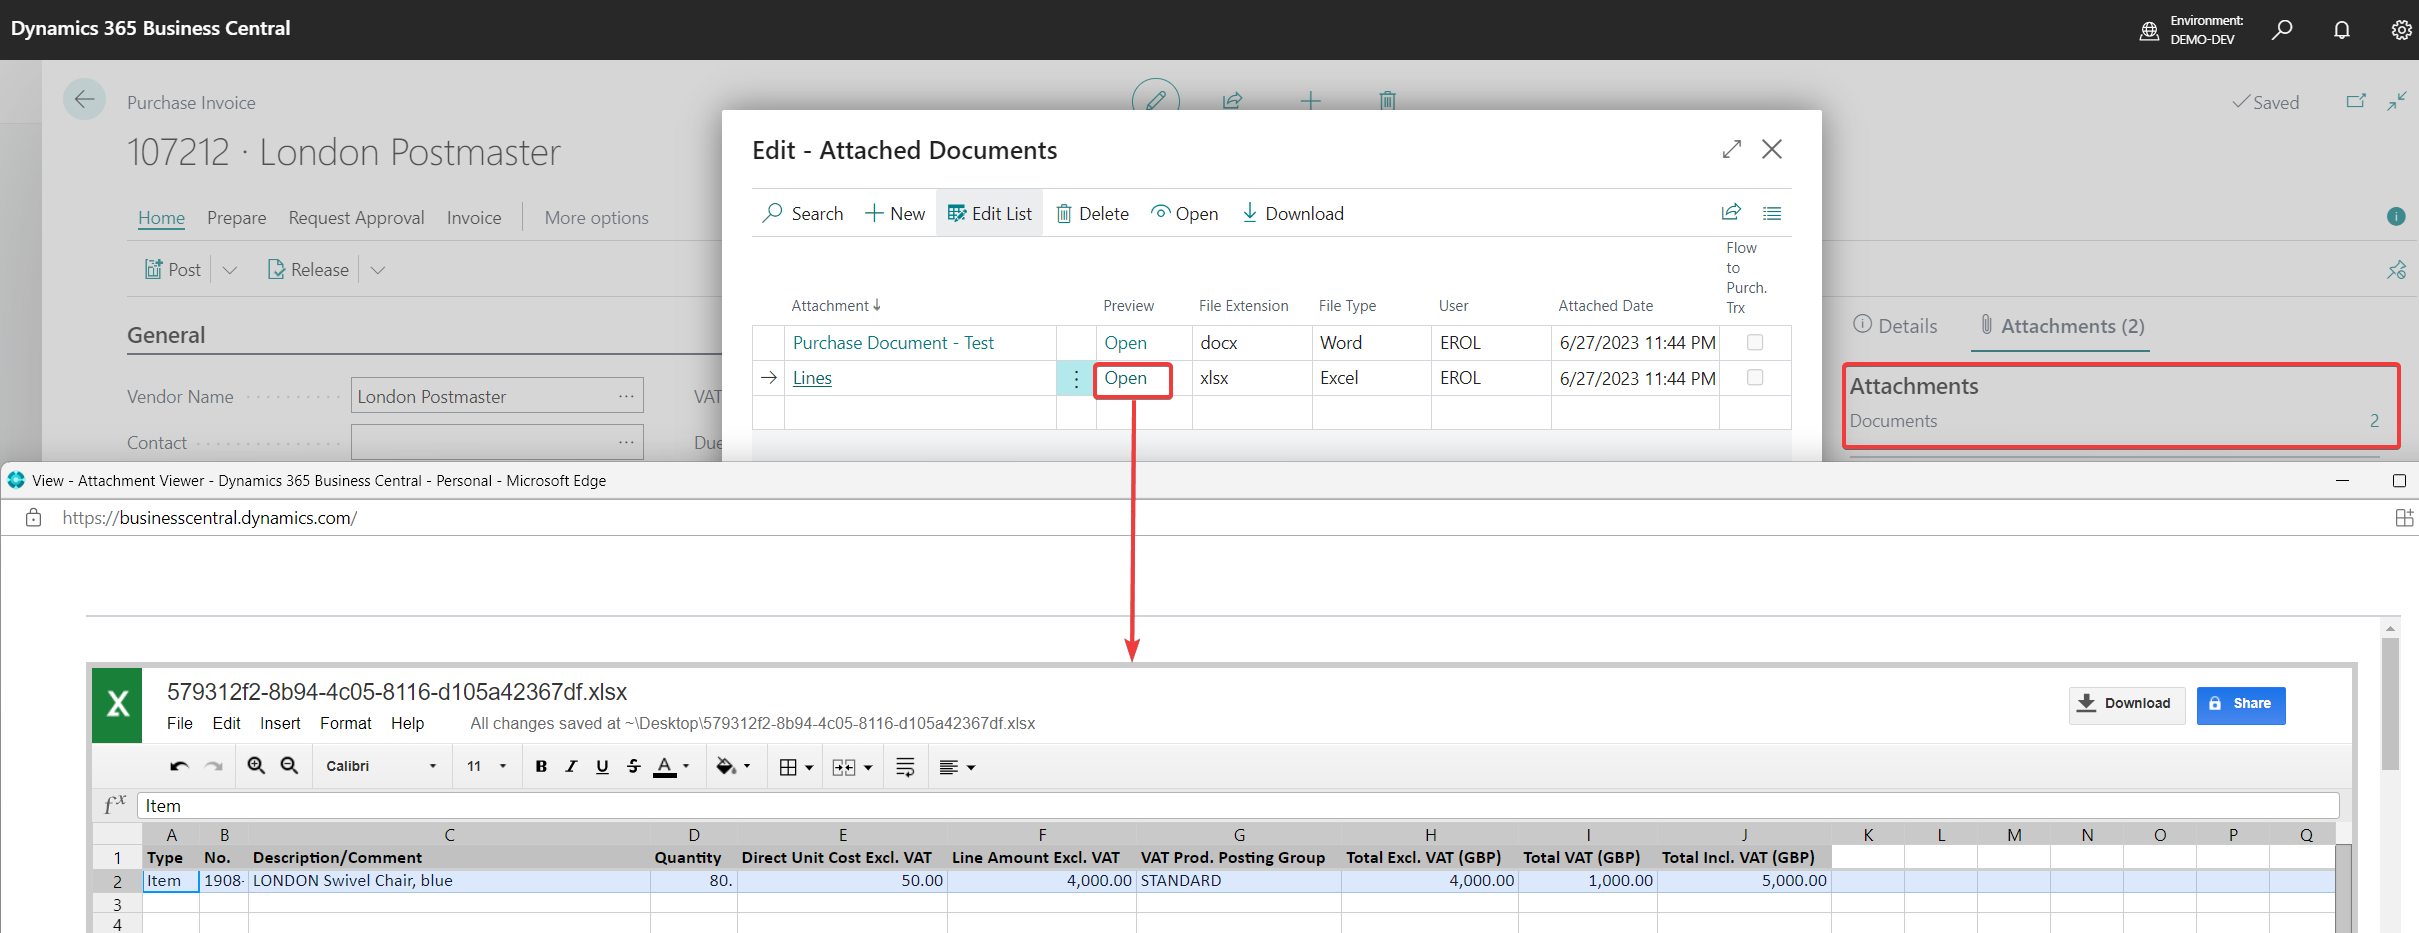 Dynamics 365 Business Central
Environment:
DEMO-DEV
Purchase Invoice
Saved
107212 · London Postmaster
Home Prepare Request Approval Invoice More options
Post Release
General
Vendor Name London Postmaster ... VAT
Contact ... Due
Edit - Attached Documents
Search New Edit List Delete Open Download
Attachment↓ Preview File Extension File Type User Attached Date Flow to Purch. Trx
Purchase Document - Test Open docx Word EROL 6/27/2023 11:44 PM
Lines Open xlsx Excel EROL 6/27/2023 11:44 PM
Details Attachments (2)
Attachments
Documents 2
View - Attachment Viewer - Dynamics 365 Business Central - Personal - Microsoft Edge
https://businesscentral.dynamics.com/
579312f2-8b94-4c05-8116-d105a42367df.xlsx
Download Share
File Edit Insert Format Help All changes saved at ~\Desktop\579312f2-8b94-4c05-8116-d105a42367df.xlsx
Calibri 11 B I U S A
fx Item
A B C D E F G H I J K L M N O P Q
1 Type No. Description/Comment Quantity Direct Unit Cost Excl. VAT Line Amount Excl. VAT VAT Prod. Posting Group Total Excl. VAT (GBP) Total VAT (GBP) Total Incl. VAT (GBP)
2 Item 1908- LONDON Swivel Chair, blue 80. 50.00 4,000.00 STANDARD 4,000.00 1,000.00 5,000.00
3
4